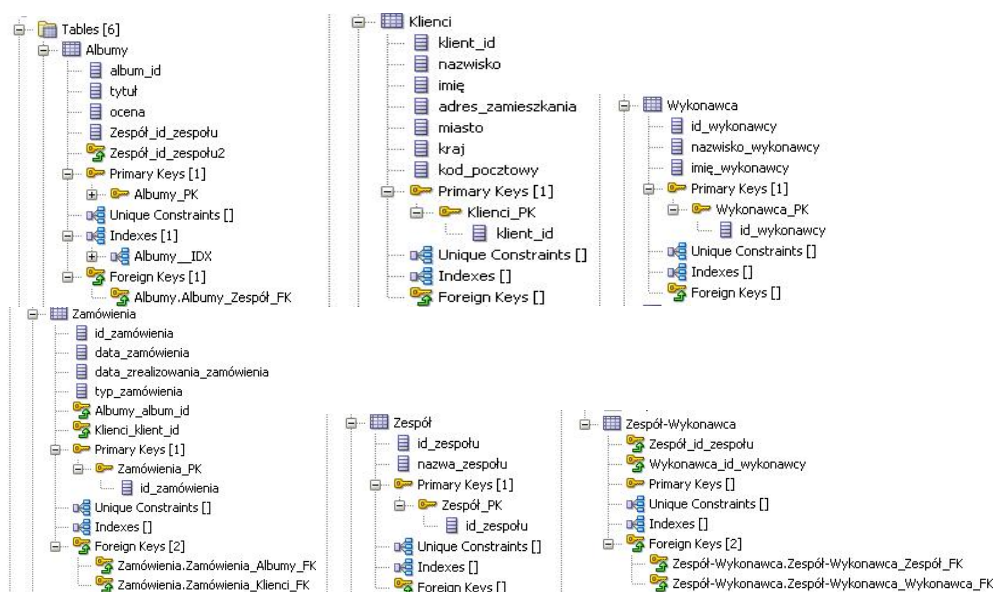 Tables [6]
Albumy
album_id
tytuł
ocena
Zespół_id_zespołu
Zespół_id_zespołu2
Primary Keys [1]
Albumy_PK
Unique Constraints []
Indexes [1]
Albumy__IDX
Foreign Keys [1]
Albumy.Albumy_Zespół_FK
Klienci
klient_id
nazwisko
imię
adres_zamieszkania
miasto
kraj
kod_pocztowy
Primary Keys [1]
Klienci_PK
klient_id
Unique Constraints []
Indexes []
Foreign Keys []
Wykonawca
id_wykonawcy
nazwisko_wykonawcy
imię_wykonawcy
Primary Keys [1]
Wykonawca_PK
id_wykonawcy
Unique Constraints []
Indexes []
Foreign Keys []
Zamówienia
id_zamówienia
data_zamówienia
data_zrealizowania_zamówienia
typ_zamówienia
Albumy_album_id
Klienci_klient_id
Primary Keys [1]
Zamówienia_PK
id_zamówienia
Unique Constraints []
Indexes []
Foreign Keys [2]
Zamówienia.Zamówienia_Albumy_FK
Zamówienia.Zamówienia_Klienci_FK
Zespół
id_zespołu
nazwa_zespołu
Primary Keys [1]
Zespół_PK
id_zespołu
Unique Constraints []
Indexes []
Foreign Keys []
Zespół-Wykonawca
Zespół_id_zespołu
Wykonawca_id_wykonawcy
Primary Keys []
Unique Constraints []
Indexes []
Foreign Keys [2]
Zespół-Wykonawca.Zespół-Wykonawca_Zespół_FK
Zespół-Wykonawca.Zespół-Wykonawca_Wykonawca_FK